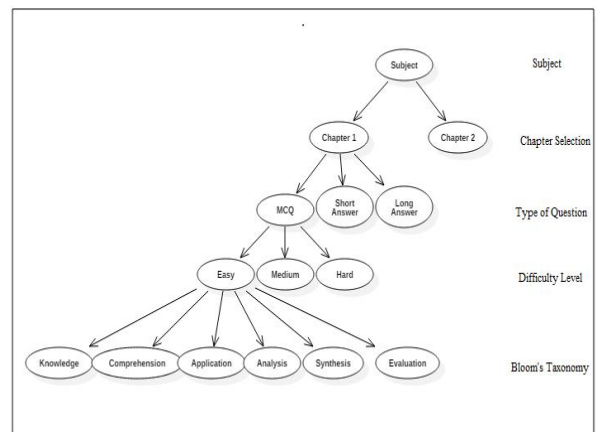 Subject
Subject
Chapter 1
Chapter 2
Chapter Selection
MCQ
Short
Answer
Long
Answer
Type of Question
Easy
Medium
Hard
Difficulty Level
Knowledge
Comprehension
Application
Analysis
Synthesis
Evaluation
Bloom's Taxonomy